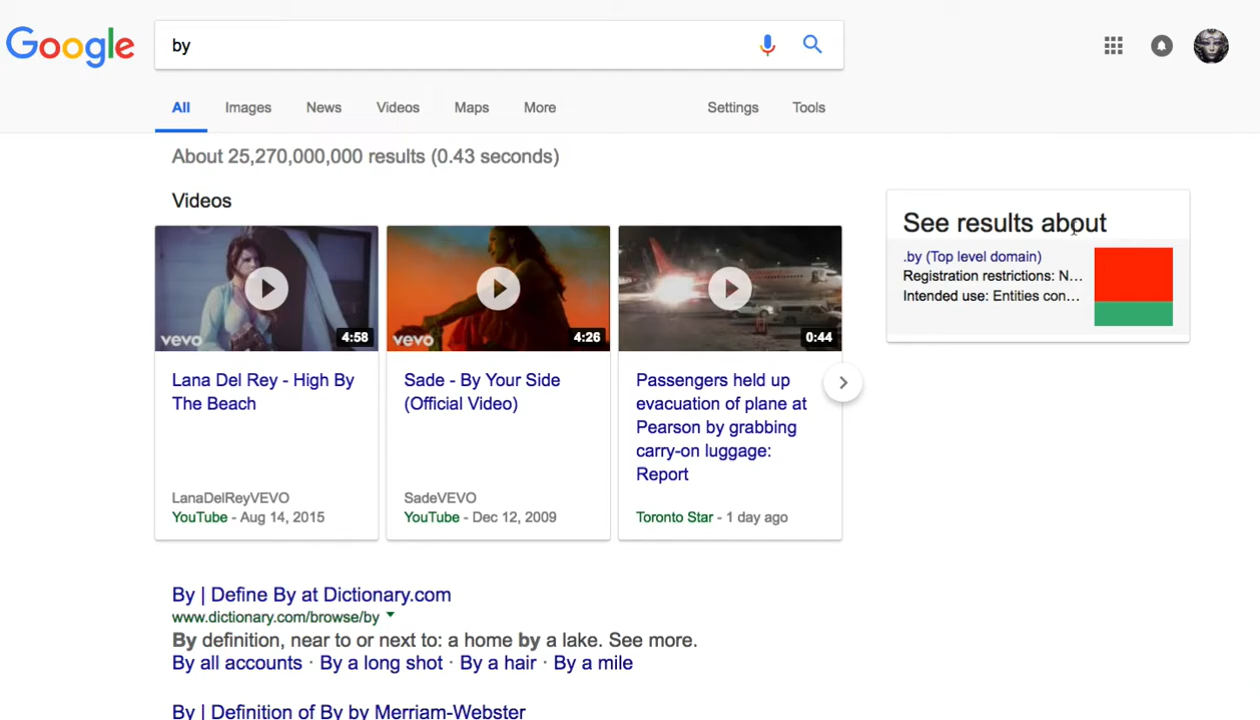 Google
by
All Images News Videos Maps More Settings Tools
About 25,270,000,000 results (0.43 seconds)
Videos
vevo 4:58
vevo 4:26
0:44
Lana Del Rey - High By
The Beach
LanaDelReyVEVO
YouTube - Aug 14, 2015
Sade - By Your Side
(Official Video)
SadeVEVO
YouTube - Dec 12, 2009
Passengers held up
evacuation of plane at
Pearson by grabbing
carry-on luggage:
Report
Toronto Star - 1 day ago
See results about
.by (Top level domain)
Registration restrictions: N...
Intended use: Entities con...
By | Define By at Dictionary.com
www.dictionary.com/browse/by
By definition, near to or next to: a home by a lake. See more.
By all accounts · By a long shot · By a hair · By a mile
By | Definition of By by Merriam-Webster